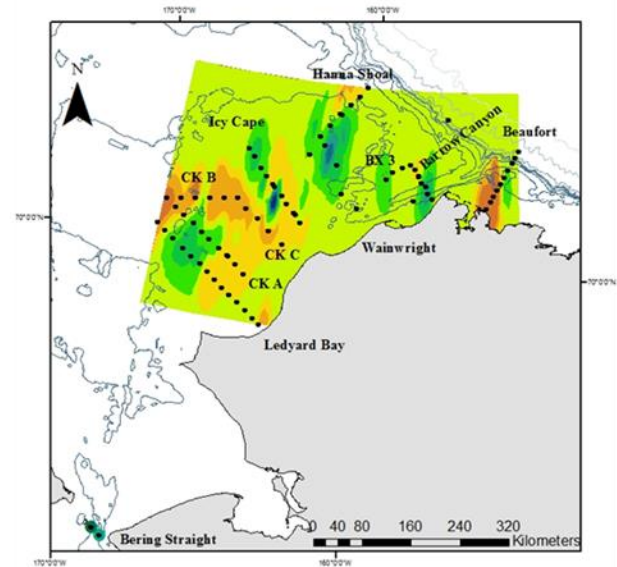 170°0'0"W
160°0'0"W
N
Hanna Shoal
Icy Cape
Barrow Canyon
Beaufort
BX 3
CK B
70°0'0"N
Wainwright
CK C
CK A
70°0'0"N
Ledyard Bay
Bering Straight
0 40 80 160 240 320
Kilometers
170°0'0"W
160°0'0"W